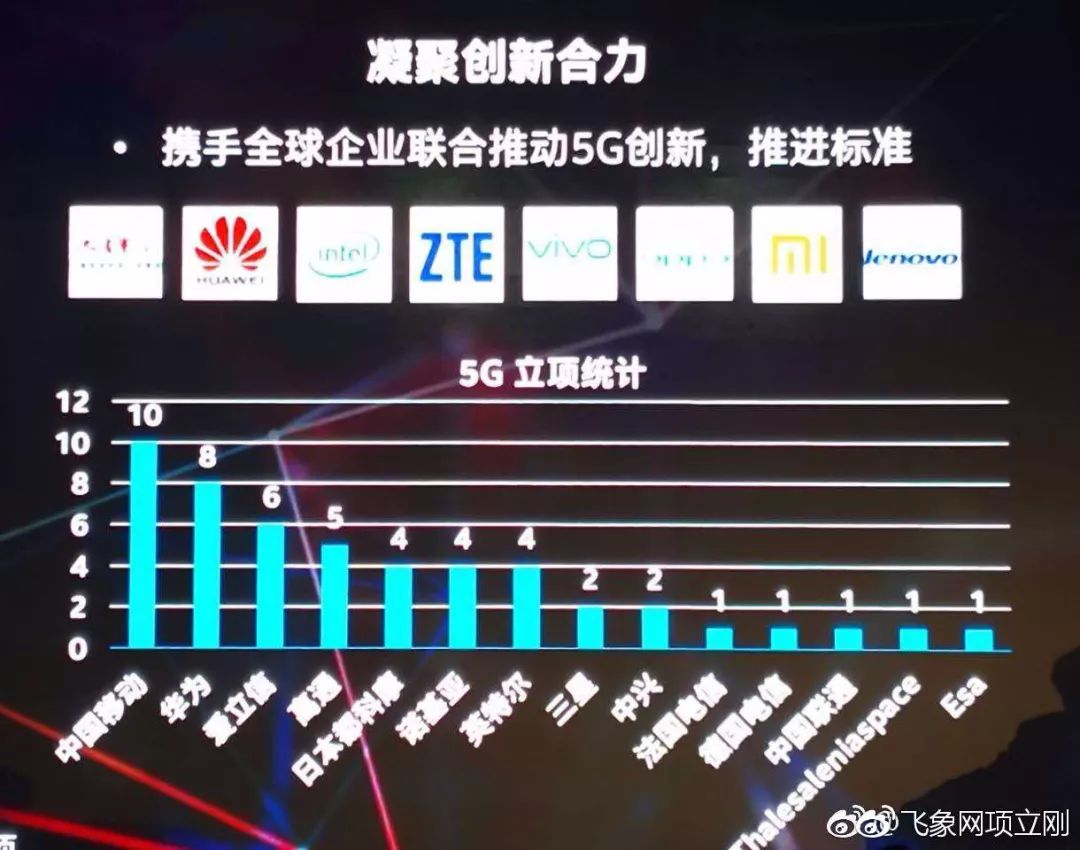 凝聚创新合力
• 携手全球企业联合推动5G创新，推进标准
HUAWEI
intel
ZTE
vivo
oppo
MI
lenovo
5G 立项统计
12
10
8
6
4
2
0
10
8
6
5
4
4
4
2
2
1
1
1
1
1
中国移动
华为
爱立信
高通
日本都科摩
诺基亚
英特尔
三星
中兴
法国电信
德国电信
中国联通
Thalesaleniaspace
Esa
@飞象网项立刚